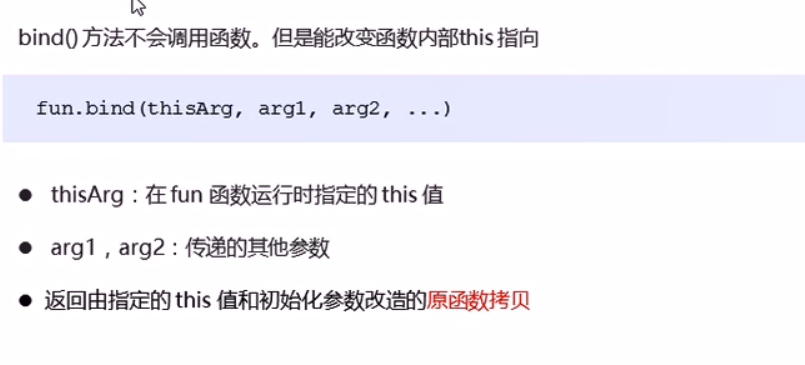 bind()方法不会调用函数。但是能改变函数内部this 指向
fun.bind(thisArg, arg1, arg2, ...)
● thisArg：在 fun 函数运行时指定的 this 值
● arg1，arg2：传递的其他参数
● 返回由指定的 this 值和初始化参数改造的原函数拷贝